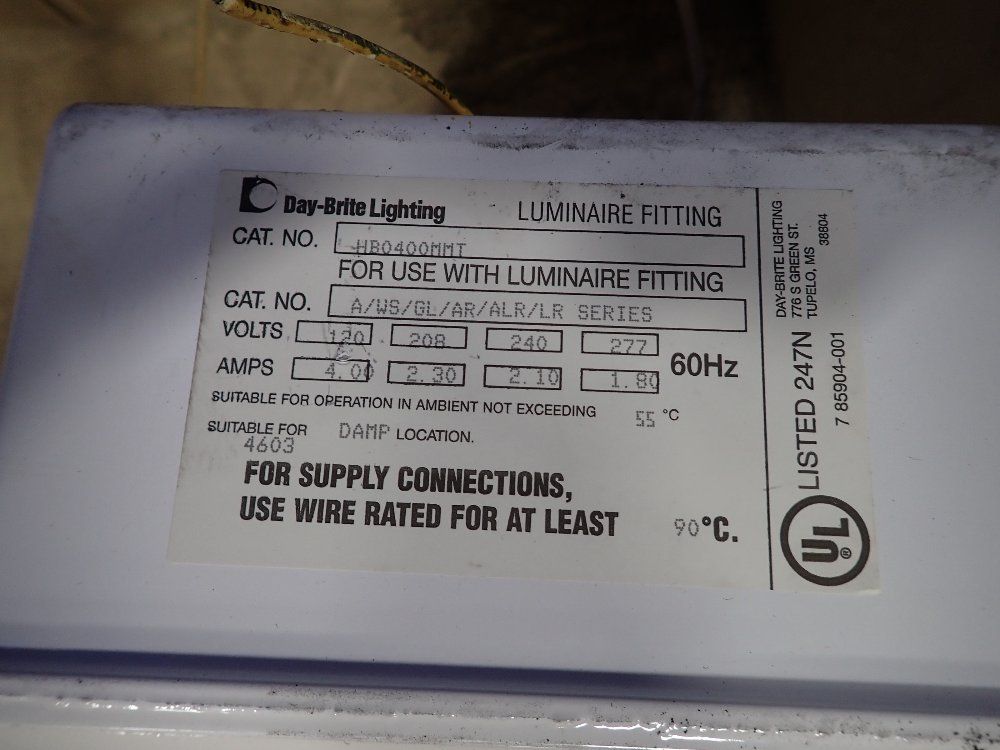 Day-Brite Lighting LUMINAIRE FITTING
CAT. NO. HBO400MMT
FOR USE WITH LUMINAIRE FITTING
CAT. NO. A/WS/GL/AR/ALR/LR SERIES
VOLTS 120 208 240 277 60Hz
AMPS 4.00 2.30 2.10 1.80
SUITABLE FOR OPERATION IN AMBIENT NOT EXCEEDING 55 °C
SUITABLE FOR DAMP LOCATION.
4603
FOR SUPPLY CONNECTIONS,
USE WIRE RATED FOR AT LEAST 90°C.
DAY-BRITE LIGHTING
776 S GREEN ST.
TUPELO, MS 38804
UL® LISTED 247N
7 85904-001